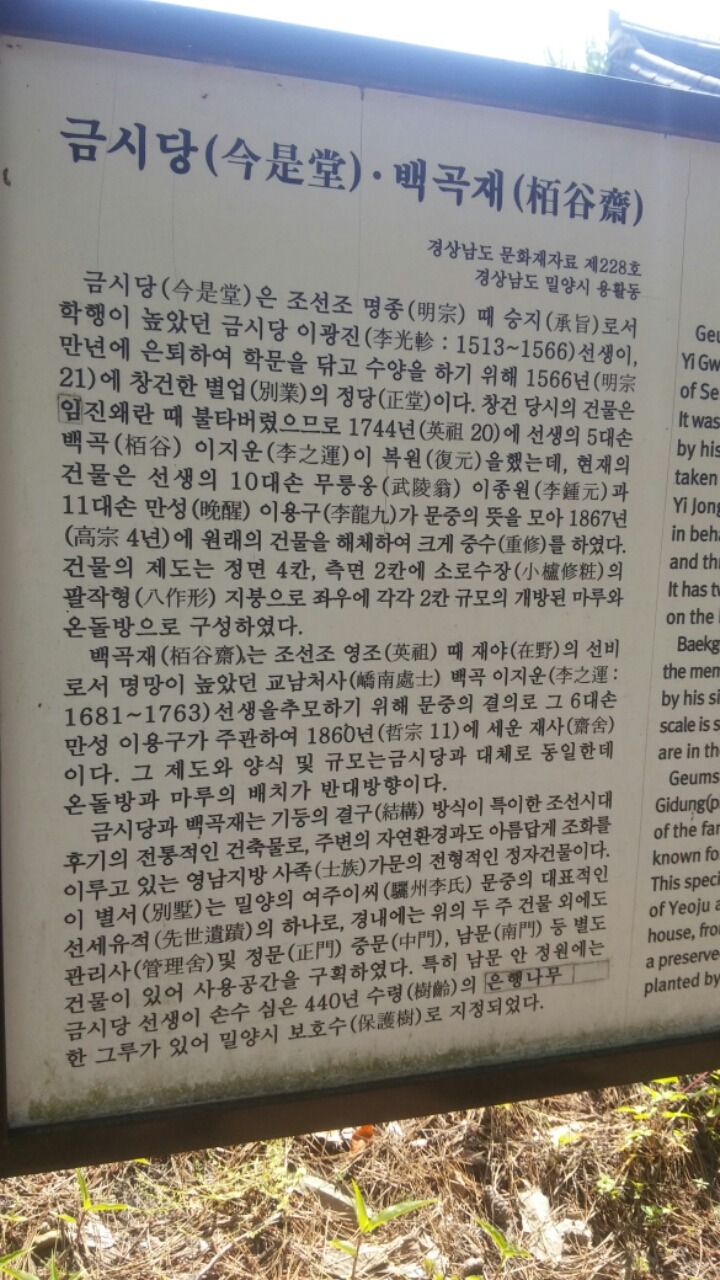 금시당(今是堂)·백곡재(栢谷齋)
경상남도 문화재자료 제228호
경상남도 밀양시 용활동
금시당(今是堂)은 조선조 명종(明宗) 때 승지(承旨)로서
학행이 높았던 금시당 이광진(李光軫 : 1513~1566)선생이,
만년에 은퇴하여 학문을 닦고 수양을 하기 위해 1566년(明宗
21)에 창건한 별업(別業)의 정당(正堂)이다. 창건 당시의 건물은
임진왜란 때 불타버렸으므로 1744년(英祖 20)에 선생의 5대손
백곡(栢谷) 이지운(李之運)이 복원(復元)을했는데, 현재의
건물은 선생의 10대손 무릉옹(武陵翁) 이종원(李鍾元)과
11대손 만성(晩醒) 이용구(李龍九)가 문중의 뜻을 모아 1867년
(高宗 4년)에 원래의 건물을 해체하여 크게 중수(重修)를 하였다.
건물의 제도는 정면 4칸, 측면 2칸에 소로수장(小櫨修粧)의
팔작형(八作形) 지붕으로 좌우에 각각 2칸 규모의 개방된 마루와
온돌방으로 구성하였다.
백곡재(栢谷齋)는 조선조 영조(英祖) 때 재야(在野)의 선비
로서 명망이 높았던 교남처사(嶠南處士) 백곡 이지운(李之運 :
1681~1763)선생을추모하기 위해 문중의 결의로 그 6대손
만성 이용구가 주관하여 1860년(哲宗 11)에 세운 재사(齋舍)
이다. 그 제도와 양식 및 규모는금시당과 대체로 동일한데
온돌방과 마루의 배치가 반대방향이다.
금시당과 백곡재는 기둥의 결구(結構) 방식이 특이한 조선시대
후기의 전통적인 건축물로, 주변의 자연환경과도 아름답게 조화를
이루고 있는 영남지방 사족(士族)가문의 전형적인 정자건물이다.
이 별서(別墅)는 밀양의 여주이씨(驪州李氏) 문중의 대표적인
선세유적(先世遺蹟)의 하나로, 경내에는 위의 두 주 건물 외에도
관리사(管理舍)및 정문(正門) 중문(中門), 남문(南門) 등 별도
건물이 있어 사용공간을 구획하였다. 특히 남문 안 정원에는
금시당 선생이 손수 심은 440년 수령(樹齡)의 은행나무
한 그루가 있어 밀양시 보호수(保護樹)로 지정되었다.
Geu
Yi Gw
of Se
It was
by his
taken
Yi Jong
in beha
and th
It has tw
on the
Baekg
the mem
by his si
scale is s
are in th
Geums
Gidung(p
of the far
known fo
This speci
of Yeoju a
house, fro
a preserve
planted by